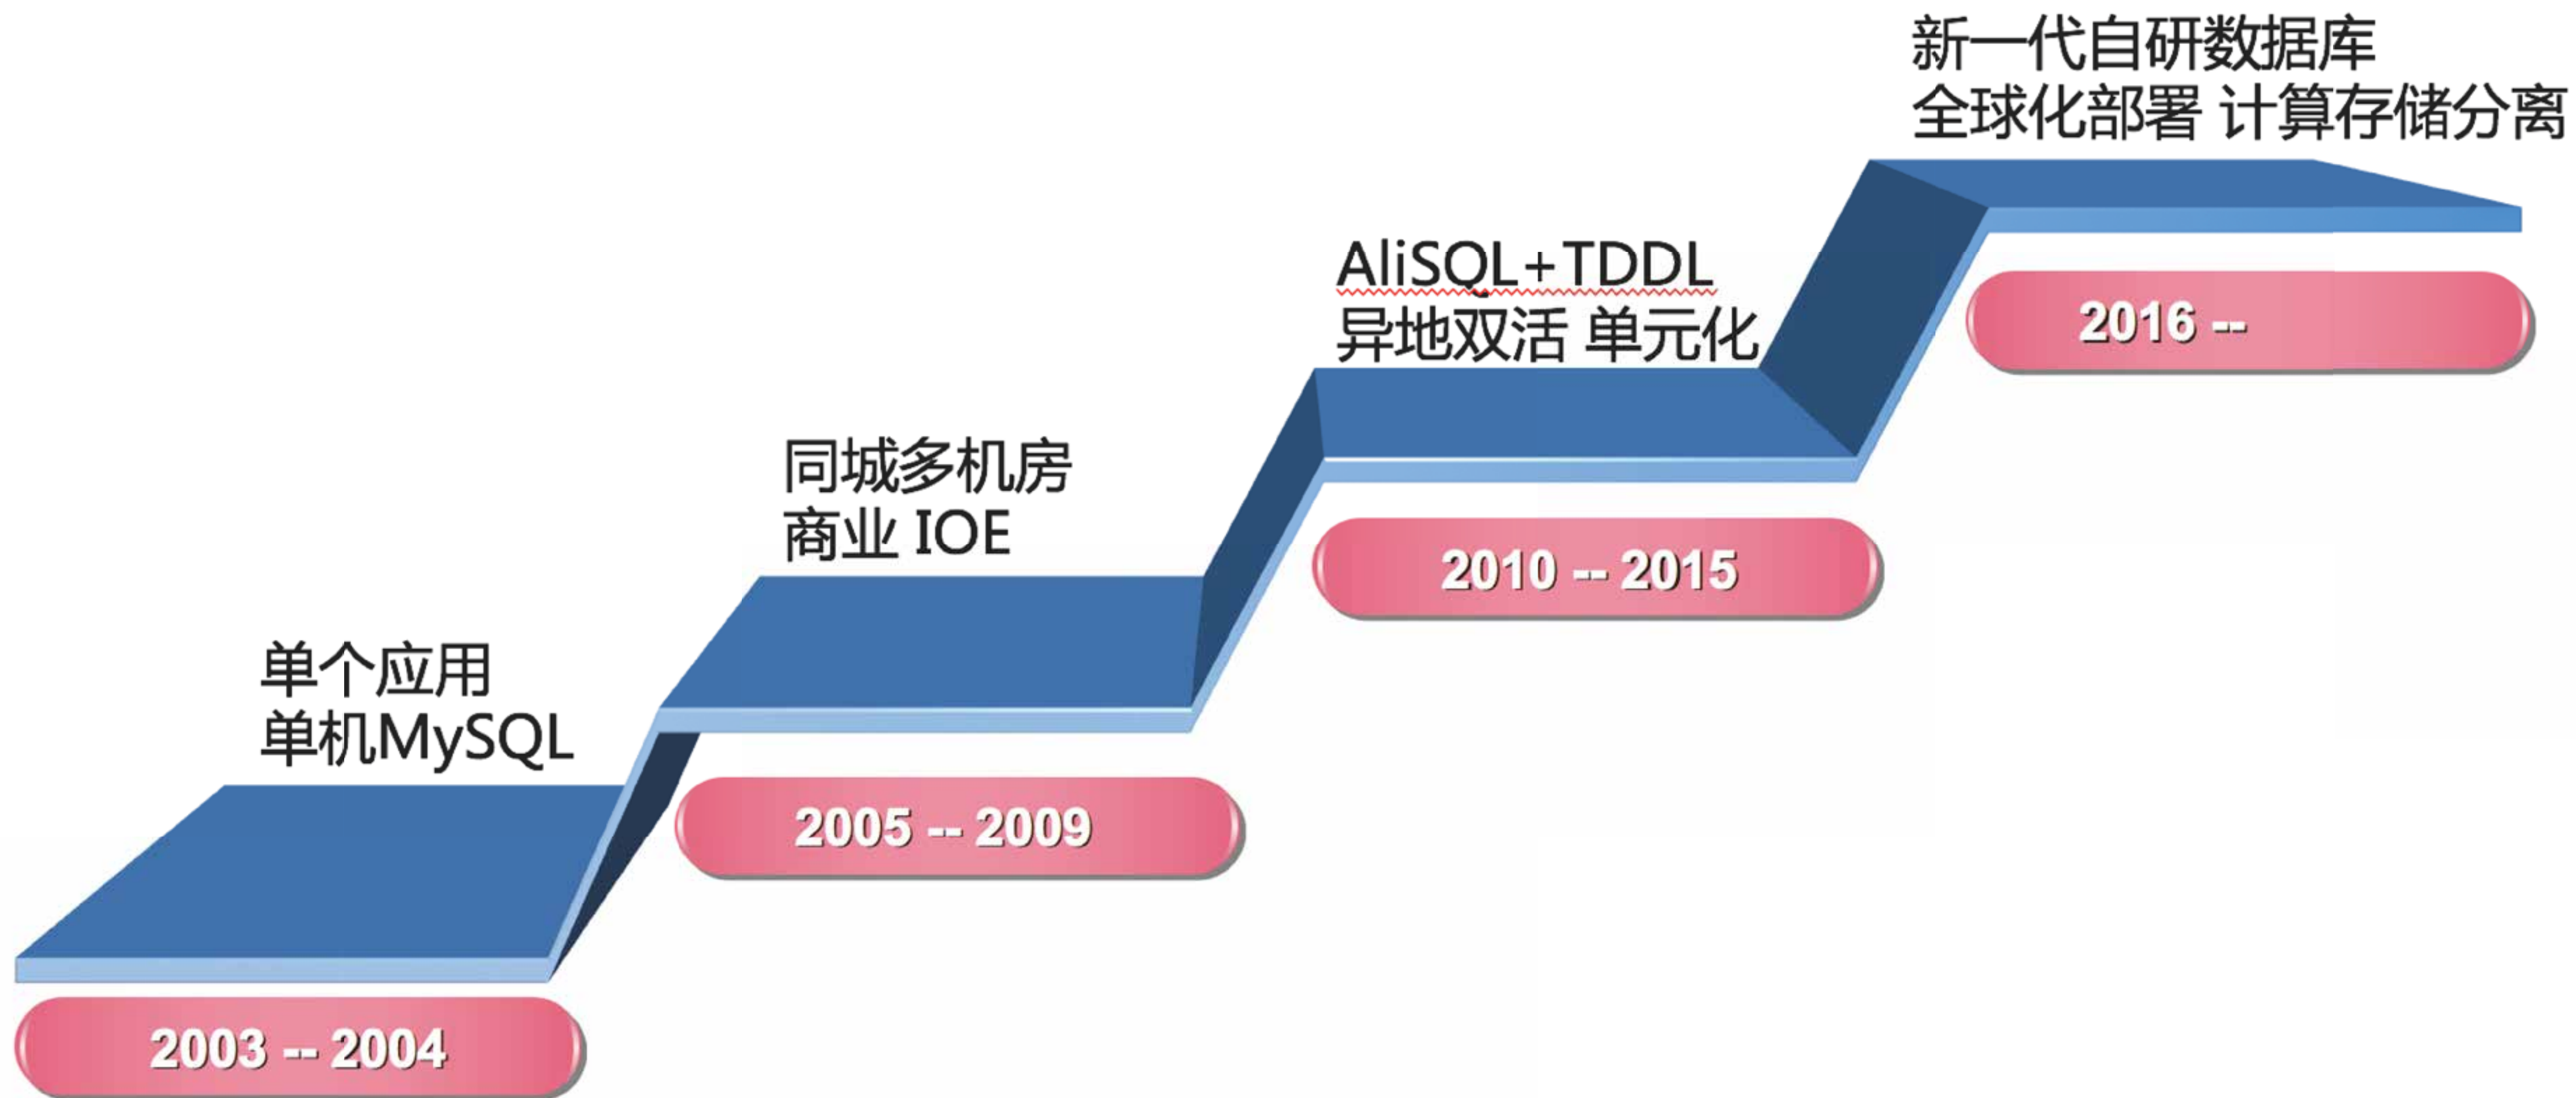 新一代自研数据库
全球化部署 计算存储分离
2016 --
AliSQL+TDDL
异地双活 单元化
2010 -- 2015
同城多机房
商业 IOE
2005 -- 2009
单个应用
单机MySQL
2003 -- 2004